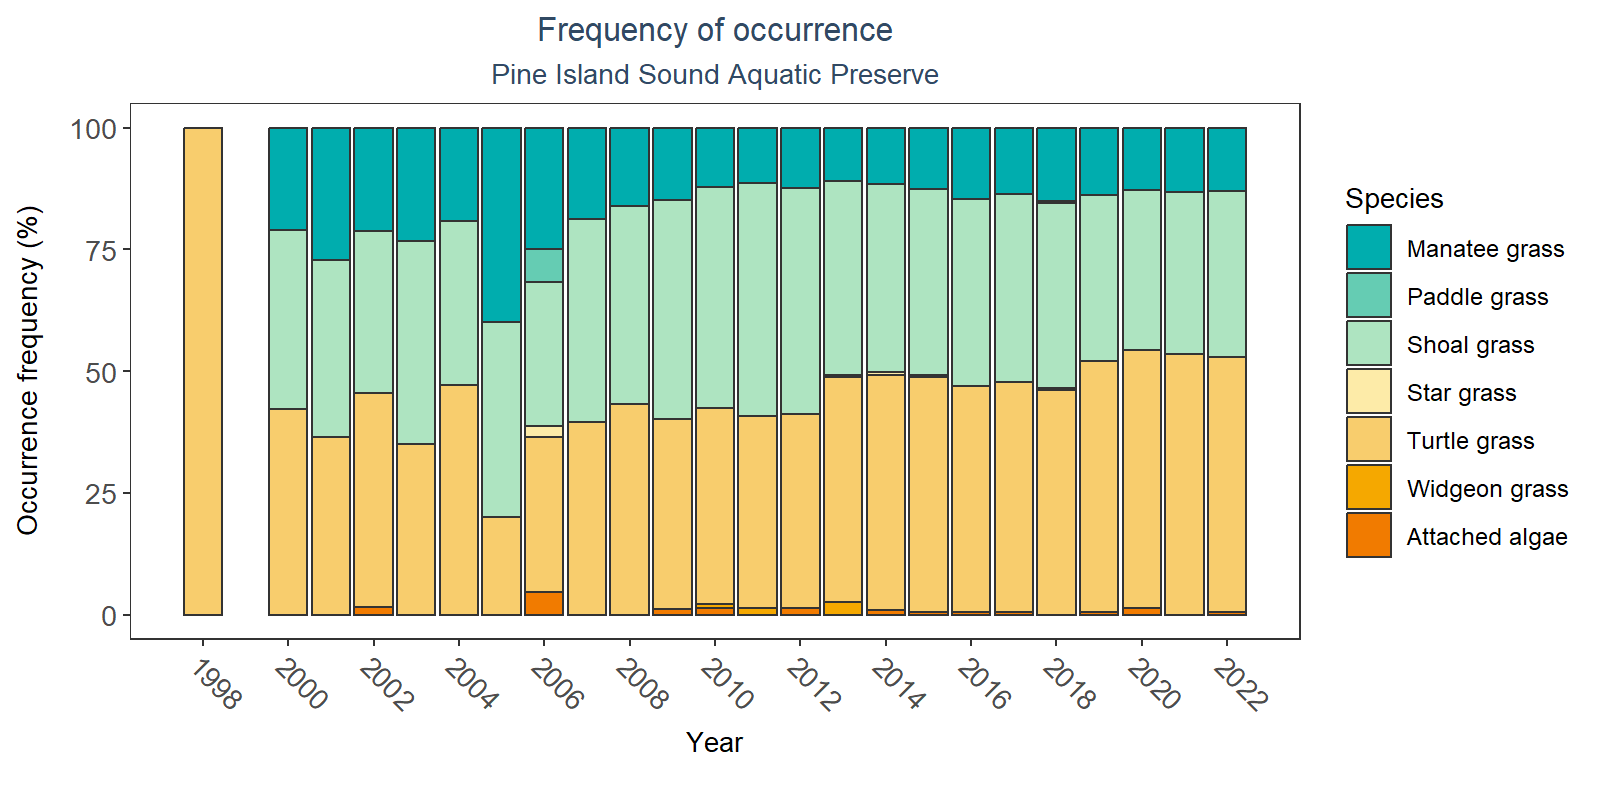 Frequency of occurrence
Pine Island Sound Aquatic Preserve
Occurrence frequency (%)
100
75
50
25
0
1998
2000
2002
2004
2006
2008
2010
2012
2014
2016
2018
2020
2022
Year
Species
Manatee grass
Paddle grass
Shoal grass
Star grass
Turtle grass
Widgeon grass
Attached algae